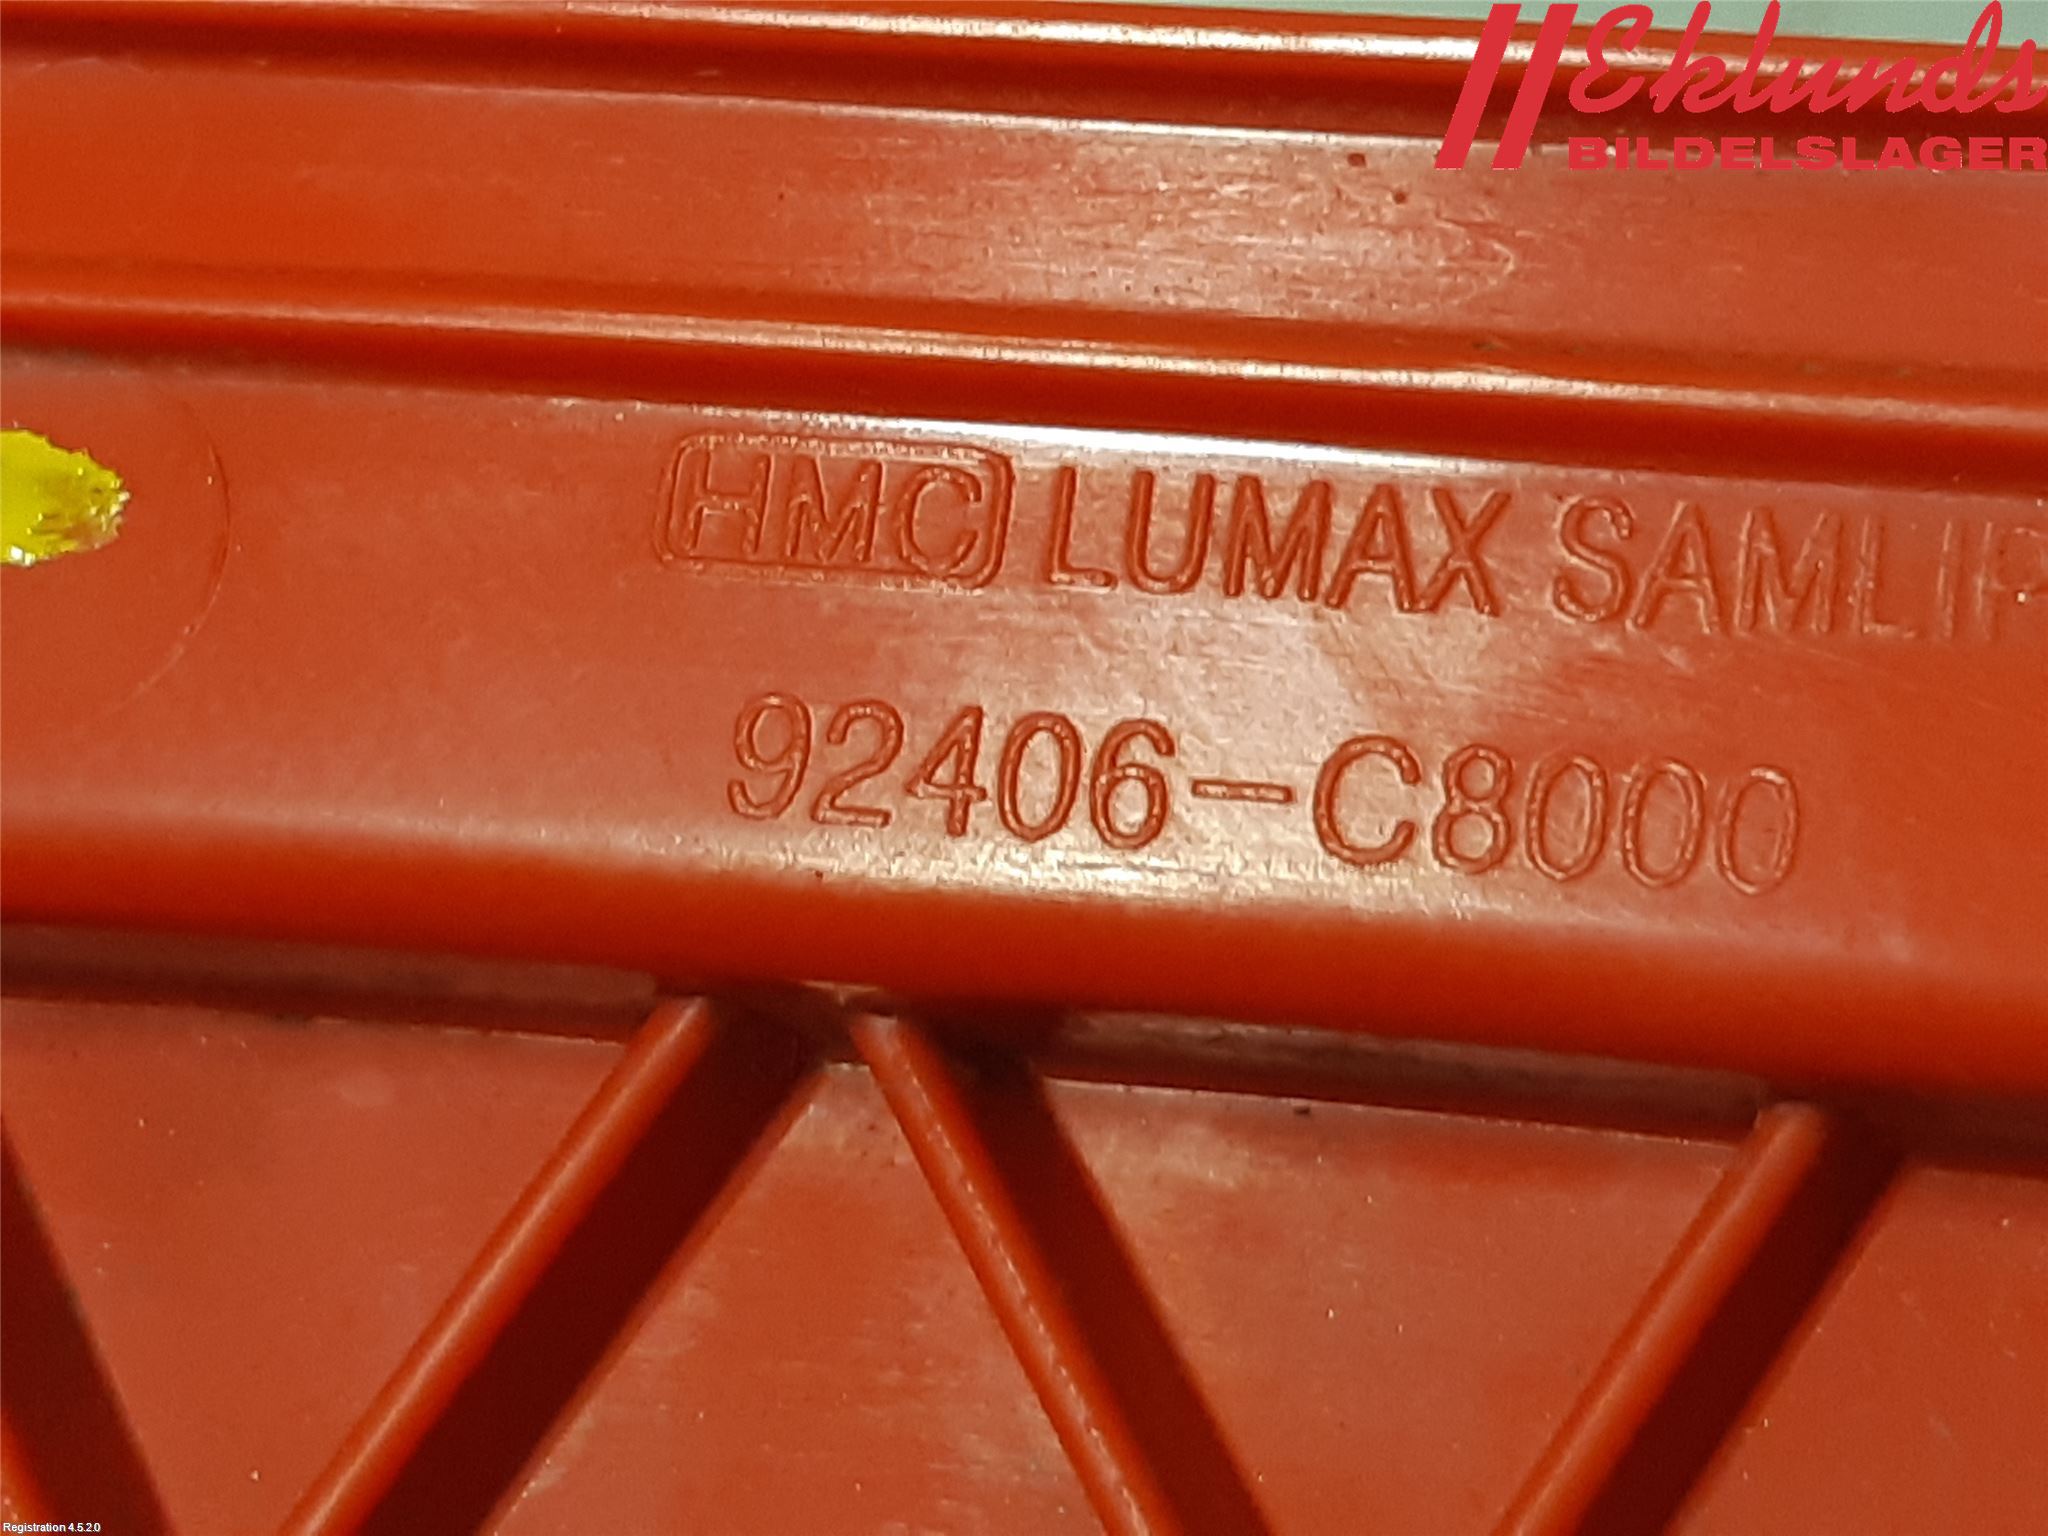 Eklunds
BILDELSLAGER
HMC LUMAX SAMLIP
92406-C8000
Registration 4.5.2.0